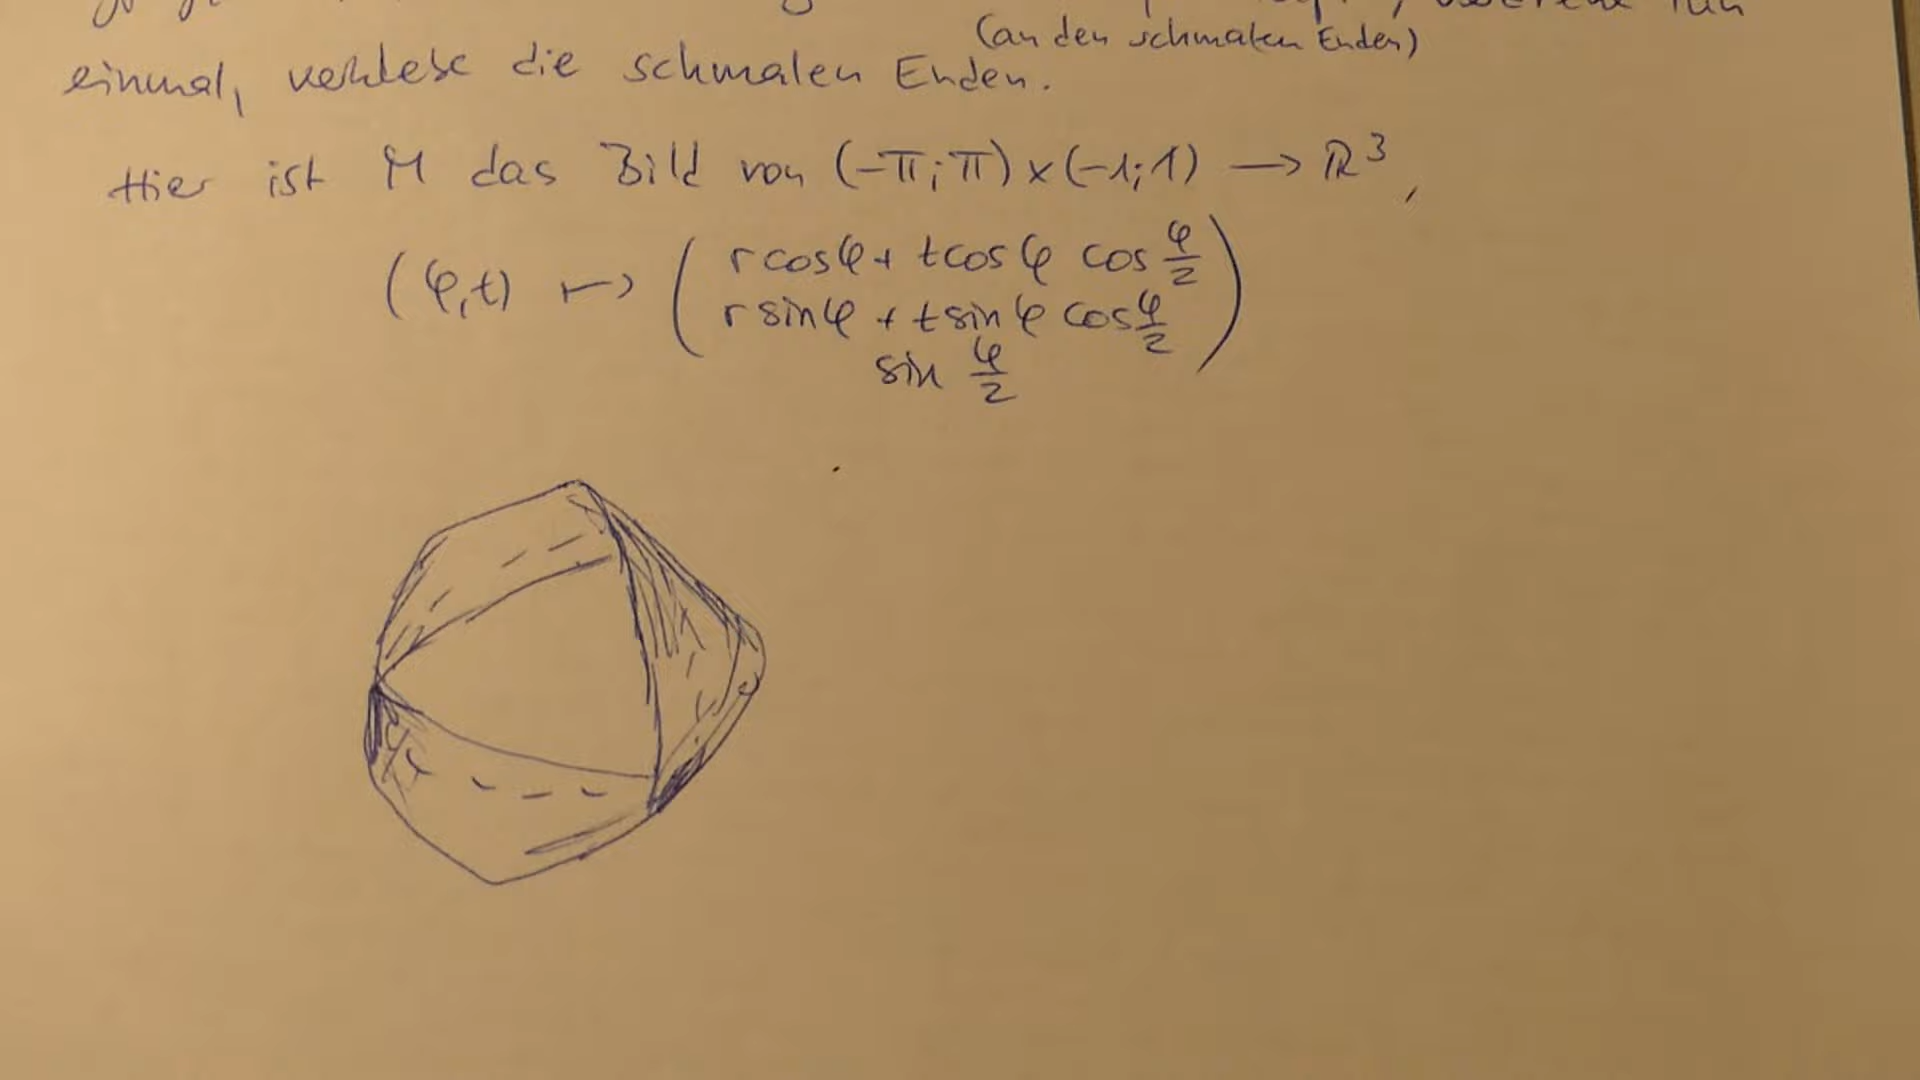 (an den schmalen Enden)
einmal, verklebe die schmalen Enden.
Hier ist M das Bild von (-π; π) × (-1; 1) → ℝ³,
(φ, t) ↦ ( r cos φ + t cos φ cos φ/2
r sin φ + t sin φ cos φ/2
sin φ/2 )